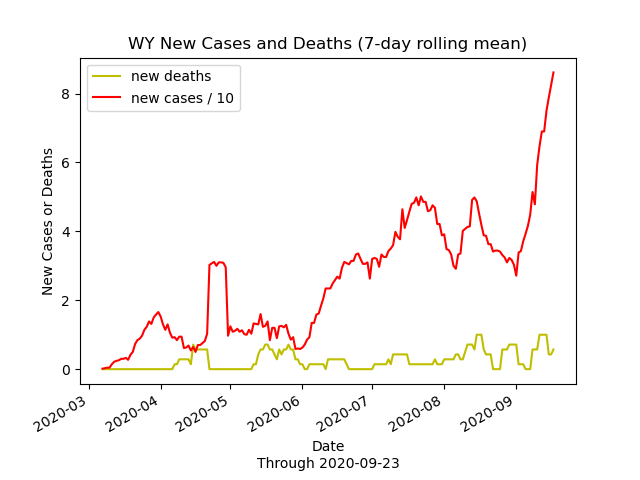 WY New Cases and Deaths (7-day rolling mean)
new deaths
new cases / 10
New Cases or Deaths
8
6
4
2
0
2020-03
2020-04
2020-05
2020-06
2020-07
2020-08
2020-09
Date
Through 2020-09-23